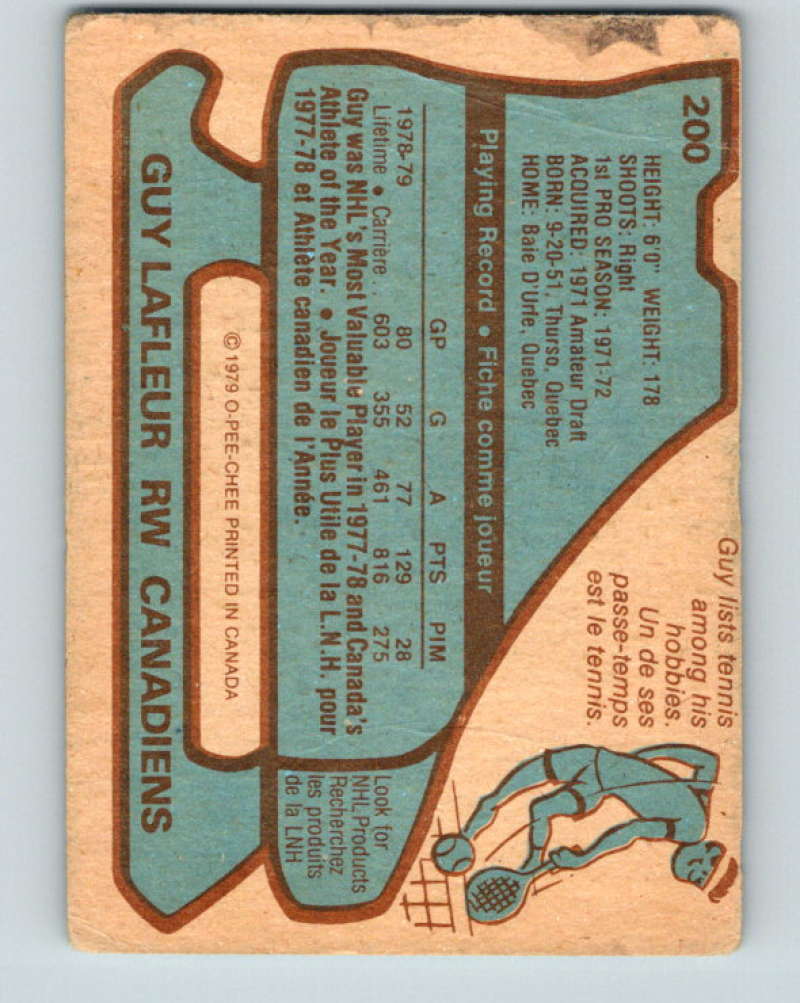 200
HEIGHT: 6'0" WEIGHT: 178
SHOOTS: Right
1st PRO SEASON: 1971-72
ACQUIRED: 1971 Amateur Draft
BORN: 9-20-51, Thurso, Quebec
HOME: Baie D'Urfe, Quebec
Guy lists tennis
among his
hobbies.
Un de ses
passe-temps
est le tennis.
Playing Record • Fiche comme joueur
GP G A PTS PIM
1978-79 80 52 77 129 28
Lifetime • Carrière . . 603 355 461 816 275
Guy was NHL's Most Valuable Player in 1977-78 and Canada's
Athlete of the Year. • Joueur le Plus Utile de la L.N.H. pour
1977-78 et Athlète canadien de l'Année.
Look for
NHL Products
Recherchez
les produits
de la LNH
© 1979 O-PEE-CHEE PRINTED IN CANADA
GUY LAFLEUR RW CANADIENS